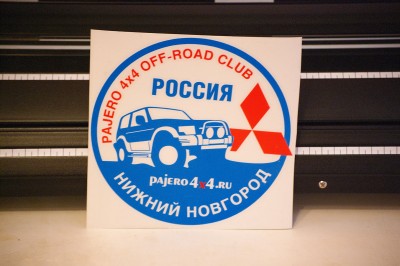 PAJERO 4x4 OFF-ROAD CLUB
РОССИЯ
PAJERO4x4.RU
НИЖНИЙ НОВГОРОД